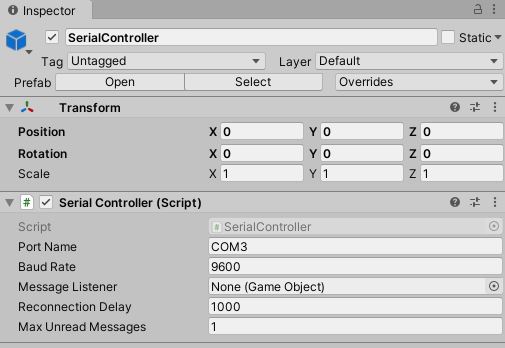 Inspector
SerialController Static
Tag Untagged Layer Default
Prefab Open Select Overrides
Transform
Position X 0 Y 0 Z 0
Rotation X 0 Y 0 Z 0
Scale X 1 Y 1 Z 1
# Serial Controller (Script)
Script # SerialController
Port Name COM3
Baud Rate 9600
Message Listener None (Game Object)
Reconnection Delay 1000
Max Unread Messages 1